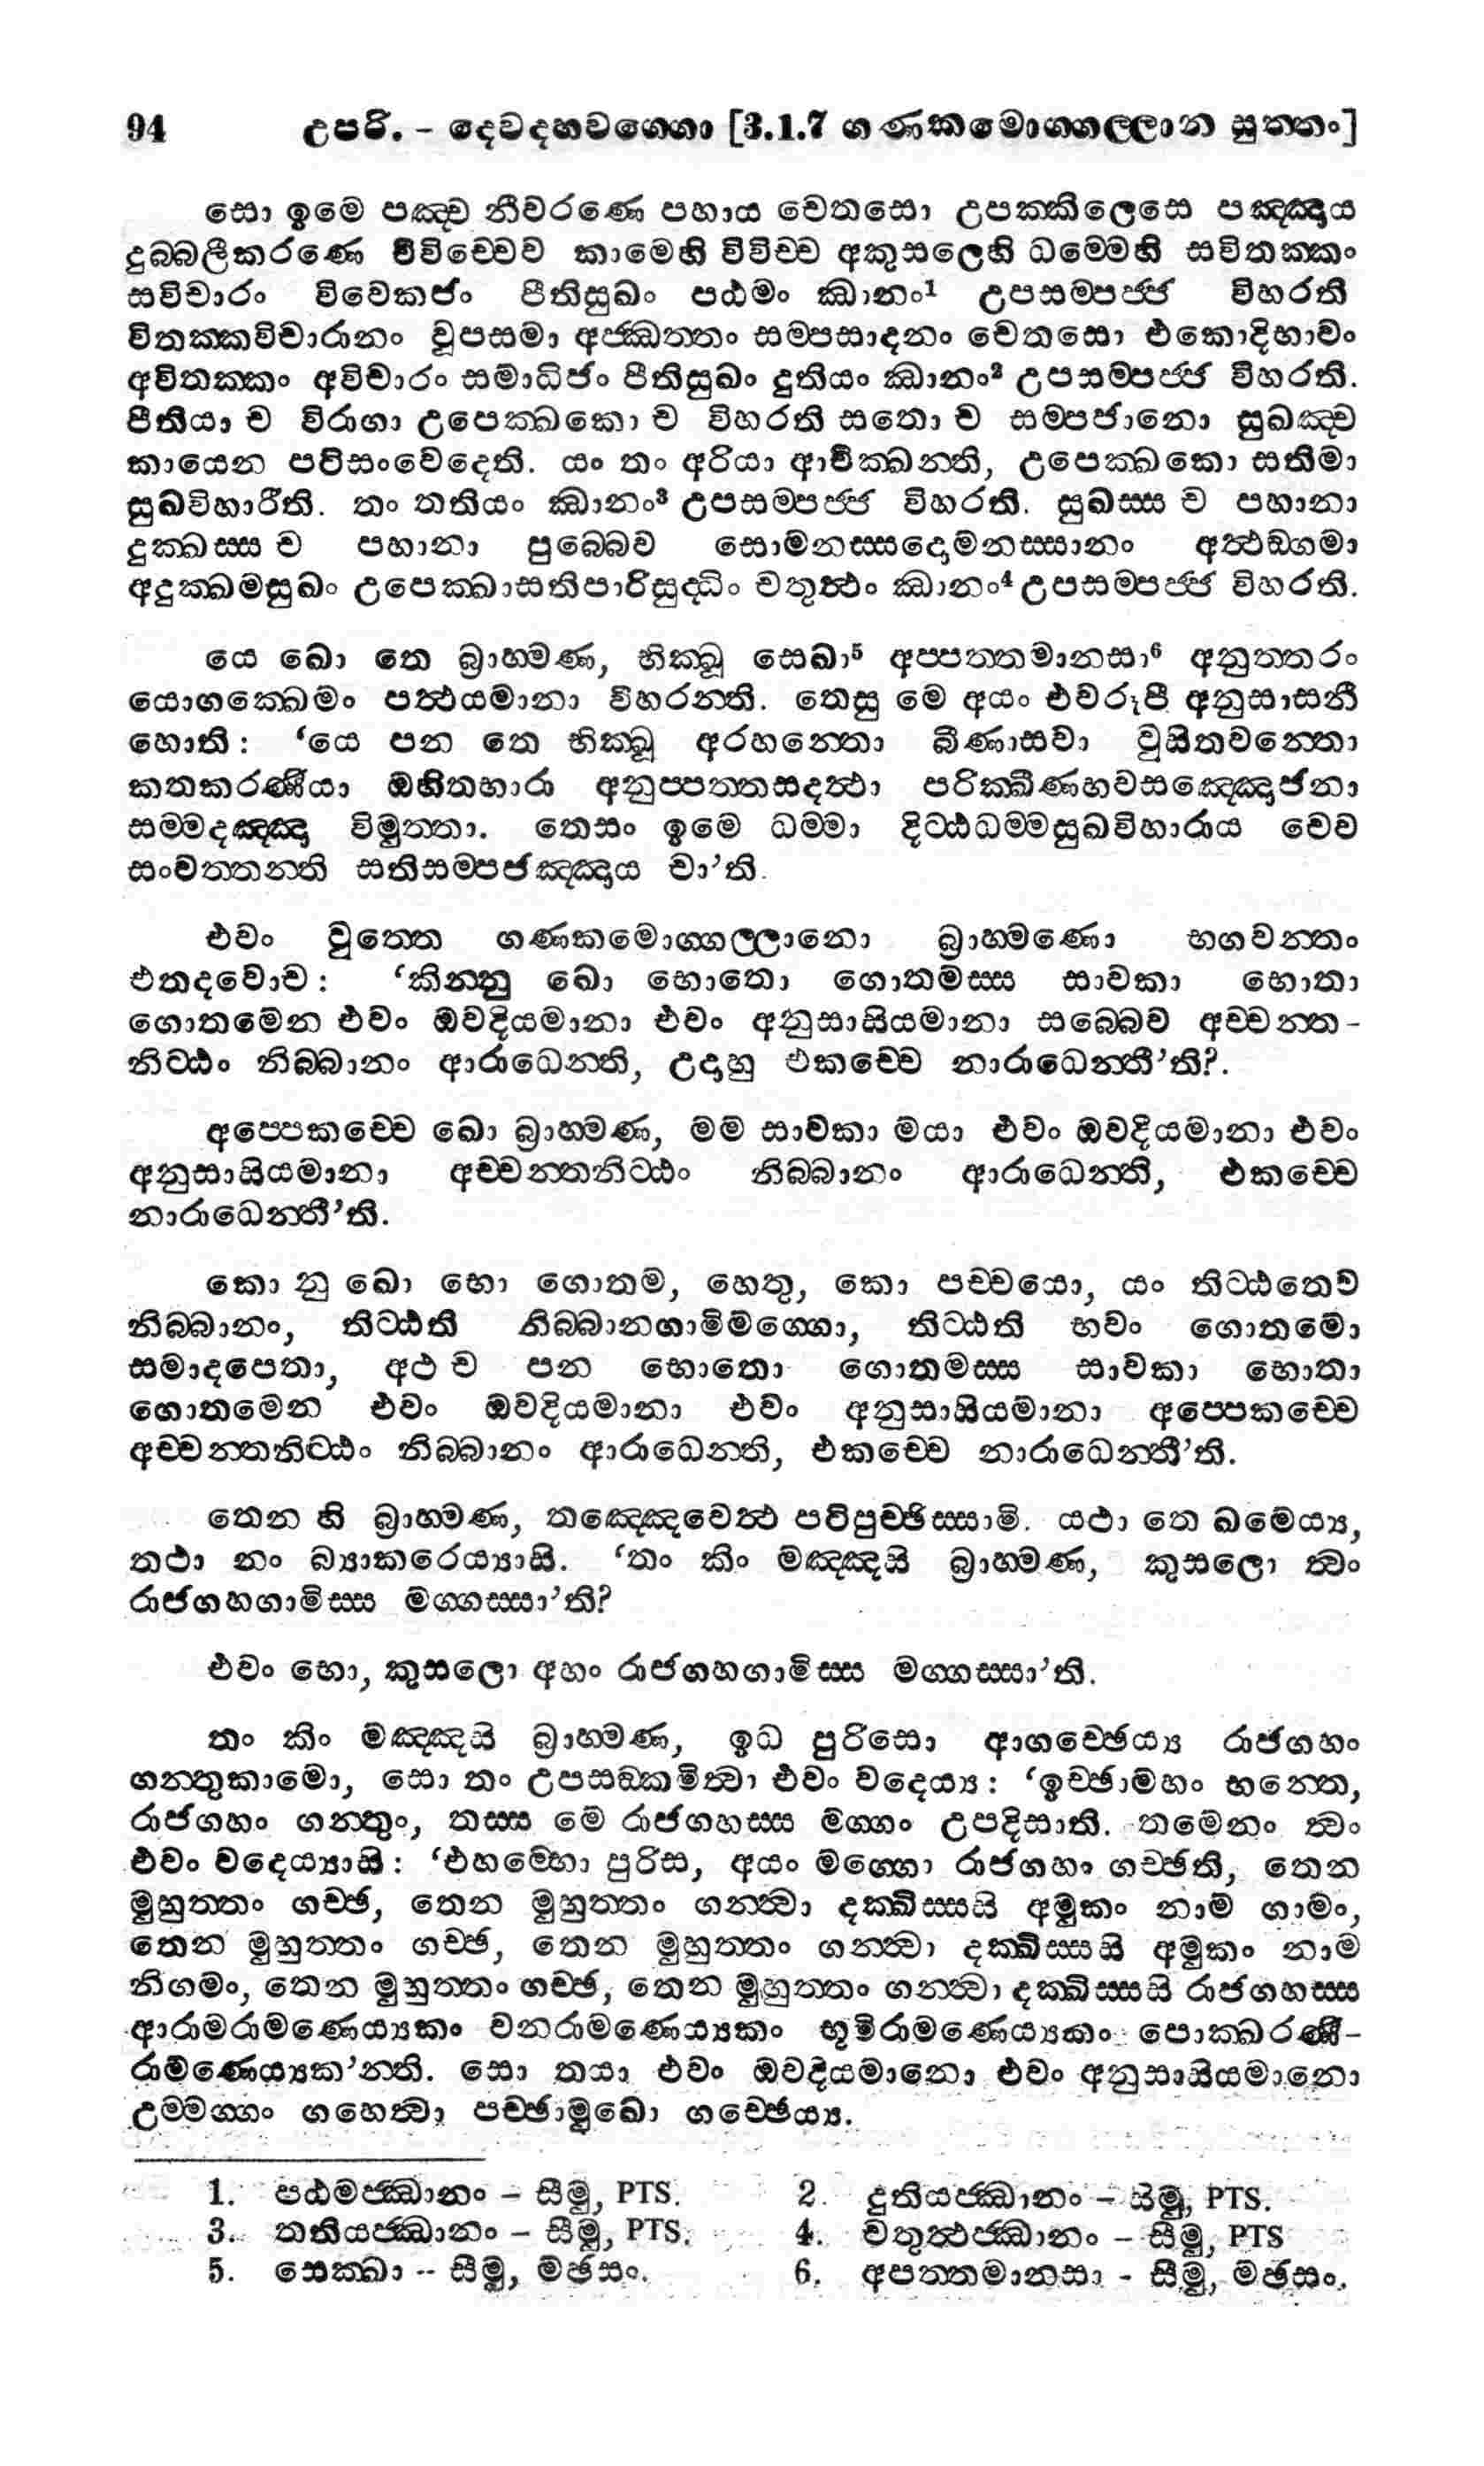 94 උපරි. – දෙවදහවග්ගො [3.1.7 ගණකමොග්ගල්ලාන සුත්තං]
සො ඉමෙ පඤ්ච නීවරණෙ පහාය චෙතසො උපක්කිලෙසෙ පඤ්ඤාය
දුබ්බලීකරණෙ විවිච්චෙව කාමෙහි විවිච්ච අකුසලෙහි ධම්මෙහි සවිතක්කං
සවිචාරං විවෙකජං පීතිසුඛං පඨමං ඣානං¹ උපසම්පජ්ජ විහරති
විතක්කවිචාරානං වූපසමා අජ්ඣත්තං සම්පසාදනං චෙතසො එකොදිභාවං
අවිතක්කං අවිචාරං සමාධිජං පීතිසුඛං දුතියං ඣානං² උපසම්පජ්ජ විහරති.
පීතියා ච විරාගා උපෙක්ඛකො ච විහරති සතො ච සම්පජානො සුඛඤ්ච
කායෙන පටිසංවෙදෙති. යං තං අරියා ආචික්ඛන්ති, උපෙක්ඛකො සතිමා
සුඛවිහාරීති. තං තතියං ඣානං³ උපසම්පජ්ජ විහරති. සුඛස්ස ච පහානා
දුක්ඛස්ස ච පහානා පුබ්බෙව සොමනස්සදොමනස්සානං අත්ථඞ්ගමා
අදුක්ඛමසුඛං උපෙක්ඛාසතිපාරිසුද්ධිං චතුත්ථං ඣානං⁴ උපසම්පජ්ජ විහරති.
යෙ ඛො තෙ බ්‍රාහ්මණ, භික්ඛූ සෙඛා⁵ අප්පත්තමානසා⁶ අනුත්තරං
යොගක්ඛෙමං පත්ථයමානා විහරන්ති. තෙසු මෙ අයං එවරූපී අනුසාසනී
හොති: ‘යෙ පන තෙ භික්ඛූ අරහන්තො ඛීණාසවා වුසිතවන්තො
කතකරණීයා ඔහිතභාරා අනුප්පත්තසදත්ථා පරික්ඛීණභවසඤ්ඤොජනා
සම්මදඤ්ඤා විමුත්තා. තෙසං ඉමෙ ධම්මා දිට්ඨධම්මසුඛවිහාරාය චෙව
සංවත්තන්ති සතිසම්පජඤ්ඤාය චා’ති.
එවං වුත්තෙ ගණකමොග්ගල්ලානො බ්‍රාහ්මණො භගවන්තං
එතදවොච: ‘කින්නු ඛො භොතො ගොතමස්ස සාවකා භොතා
ගොතමෙන එවං ඔවදියමානා එවං අනුසාසියමානා සබ්බෙව අච්චන්ත-
නිට්ඨං නිබ්බානං ආරාධෙන්ති, උදාහු එකච්චෙ නාරාධෙන්තී’ති?.
අප්පෙකච්චෙ ඛො බ්‍රාහ්මණ, මම සාවකා මයා එවං ඔවදියමානා එවං
අනුසාසියමානා අච්චන්තනිට්ඨං නිබ්බානං ආරාධෙන්ති, එකච්චෙ
නාරාධෙන්තී’ති.
කො නු ඛො භො ගොතම, හෙතු, කො පච්චයො, යං තිට්ඨතෙව
නිබ්බානං, තිට්ඨති නිබ්බානගාමිමග්ගො, තිට්ඨති භවං ගොතමො
සමාදපෙතා, අථ ච පන භොතො ගොතමස්ස සාවකා භොතා
ගොතමෙන එවං ඔවදියමානා එවං අනුසාසියමානා අප්පෙකච්චෙ
අච්චන්තනිට්ඨං නිබ්බානං ආරාධෙන්ති, එකච්චෙ නාරාධෙන්තී’ති.
තෙන හි බ්‍රාහ්මණ, තඤ්ඤෙවෙත්ථ පටිපුච්ඡිස්සාමි. යථා තෙ ඛමෙය්‍ය,
තථා නං බ්‍යාකරෙය්‍යාසි. ‘තං කිං මඤ්ඤසි බ්‍රාහ්මණ, කුසලො ත්‍වං
රාජගහගාමිස්ස මග්ගස්සා’ති?
එවං භො, කුසලො අහං රාජගහගාමිස්ස මග්ගස්සා’ති.
තං කිං මඤ්ඤසි බ්‍රාහ්මණ, ඉධ පුරිසො ආගච්ඡෙය්‍ය රාජගහං
ගන්තුකාමො, සො තං උපසඞ්කමිත්‍වා එවං වදෙය්‍ය: ‘ඉච්ඡාමහං භන්තෙ,
රාජගහං ගන්තුං, තස්ස මෙ රාජගහස්ස මග්ගං උපදිසාති. තමෙනං ත්‍වං
එවං වදෙය්‍යාසි: ‘එහම්භො පුරිස, අයං මග්ගො රාජගහං ගච්ඡති, තෙන
මුහුත්තං ගච්ඡ, තෙන මුහුත්තං ගන්ත්‍වා දක්ඛිස්සසි අමුකං නාම ගාමං,
තෙන මුහුත්තං ගච්ඡ, තෙන මුහුත්තං ගන්ත්‍වා දක්ඛිස්සසි අමුකං නාම
නිගමං, තෙන මුහුත්තං ගච්ඡ, තෙන මුහුත්තං ගන්ත්‍වා දක්ඛිස්සසි රාජගහස්ස
ආරාමරාමණෙය්‍යකං වනරාමණෙය්‍යකං භූමිරාමණෙය්‍යකං පොක්ඛරණී-
රාමණෙය්‍යක’න්ති. සො තයා එවං ඔවදියමානො එවං අනුසාසියමානො
උම්මග්ගං ගහෙත්‍වා පච්ඡාමුඛො ගච්ඡෙය්‍ය.
1. පඨමජ්ඣානං – සීමු, PTS. 2. දුතියජ්ඣානං – සීමු, PTS.
3. තතියජ්ඣානං – සීමු, PTS. 4. චතුත්ථජ්ඣානං – සීමු, PTS
5. සෙක්ඛා -- සීමු, මඡසං. 6. අපත්තමානසා - සීමු, මඡසං.